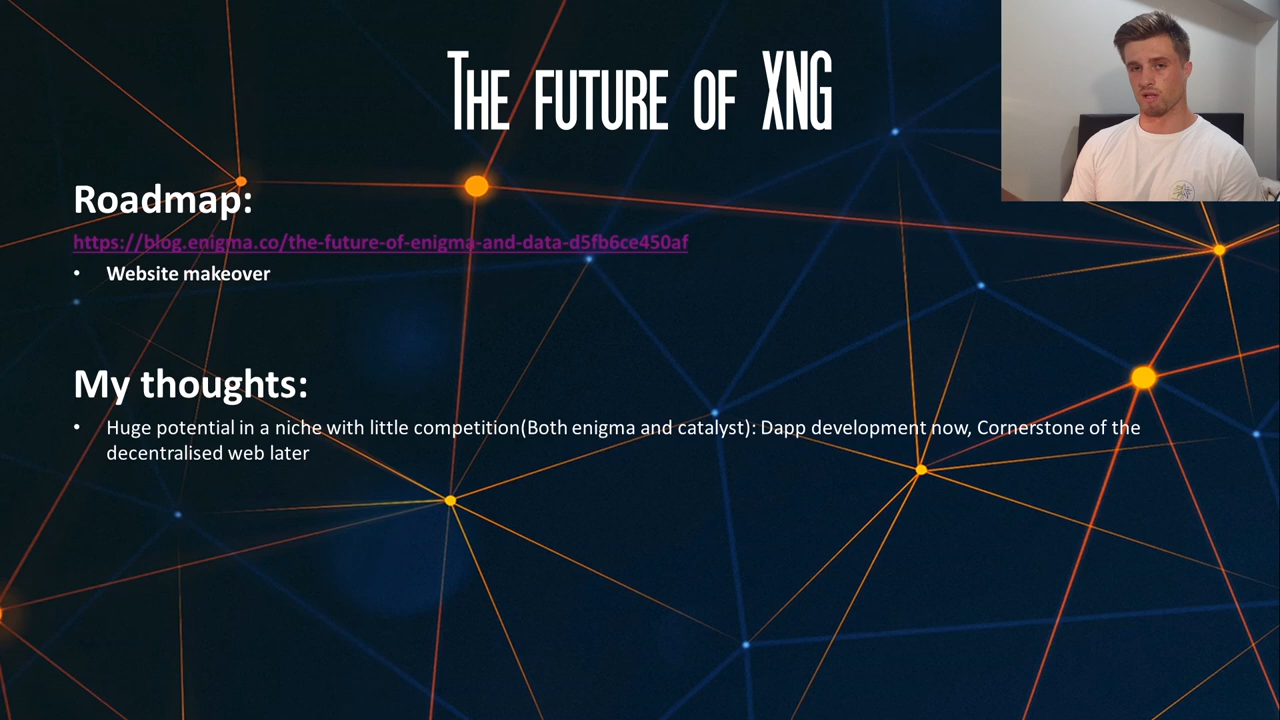 The future of XNG
Roadmap:
https://blog.enigma.co/the-future-of-enigma-and-data-d5fb6ce450af
• Website makeover
My thoughts:
• Huge potential in a niche with little competition(Both enigma and catalyst): Dapp development now, Cornerstone of the
decentralised web later